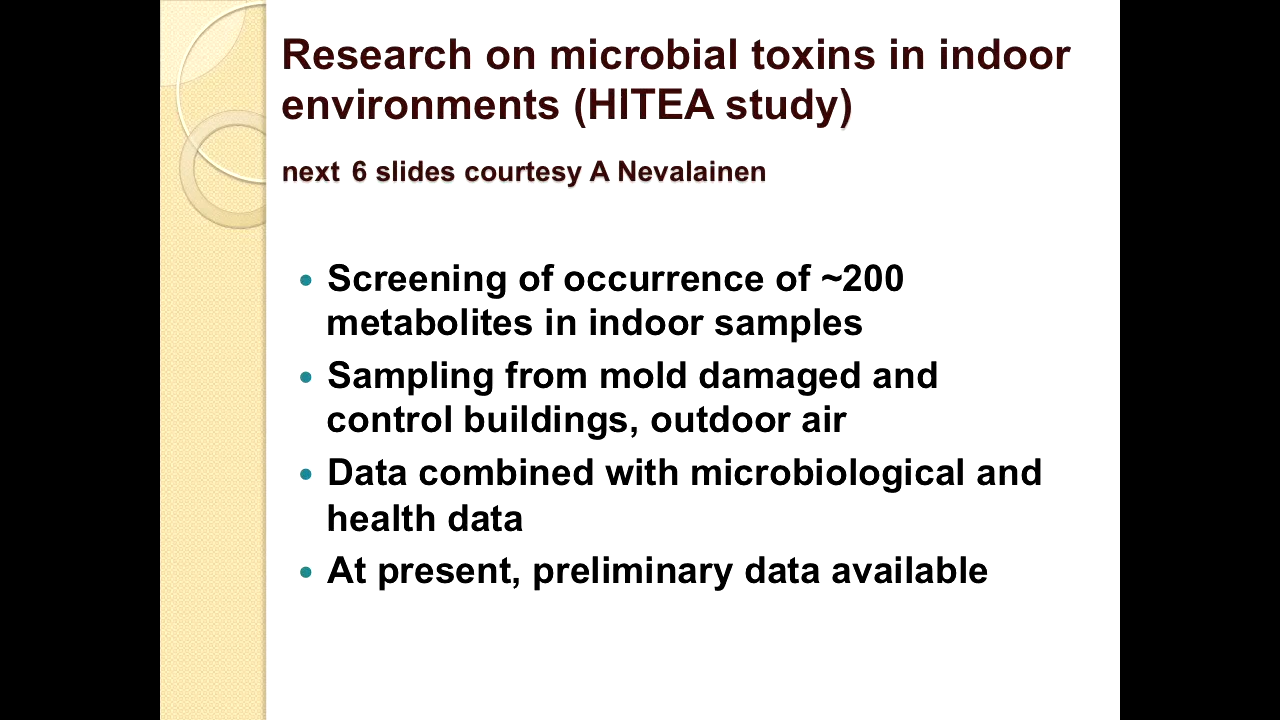 Research on microbial toxins in indoor
environments (HITEA study)
next 6 slides courtesy A Nevalainen
• Screening of occurrence of ~200
metabolites in indoor samples
• Sampling from mold damaged and
control buildings, outdoor air
• Data combined with microbiological and
health data
• At present, preliminary data available